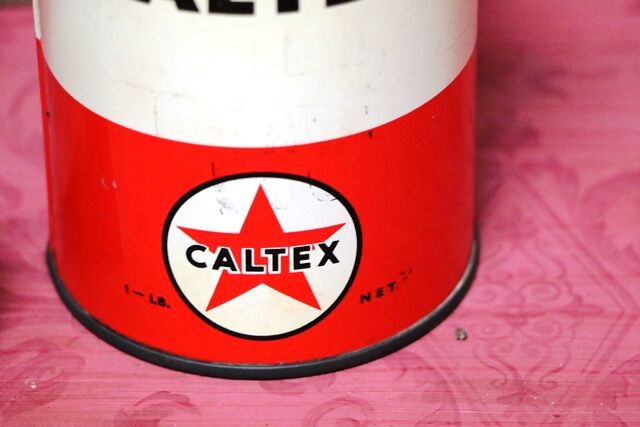 CALTEX
1 — LB. NET